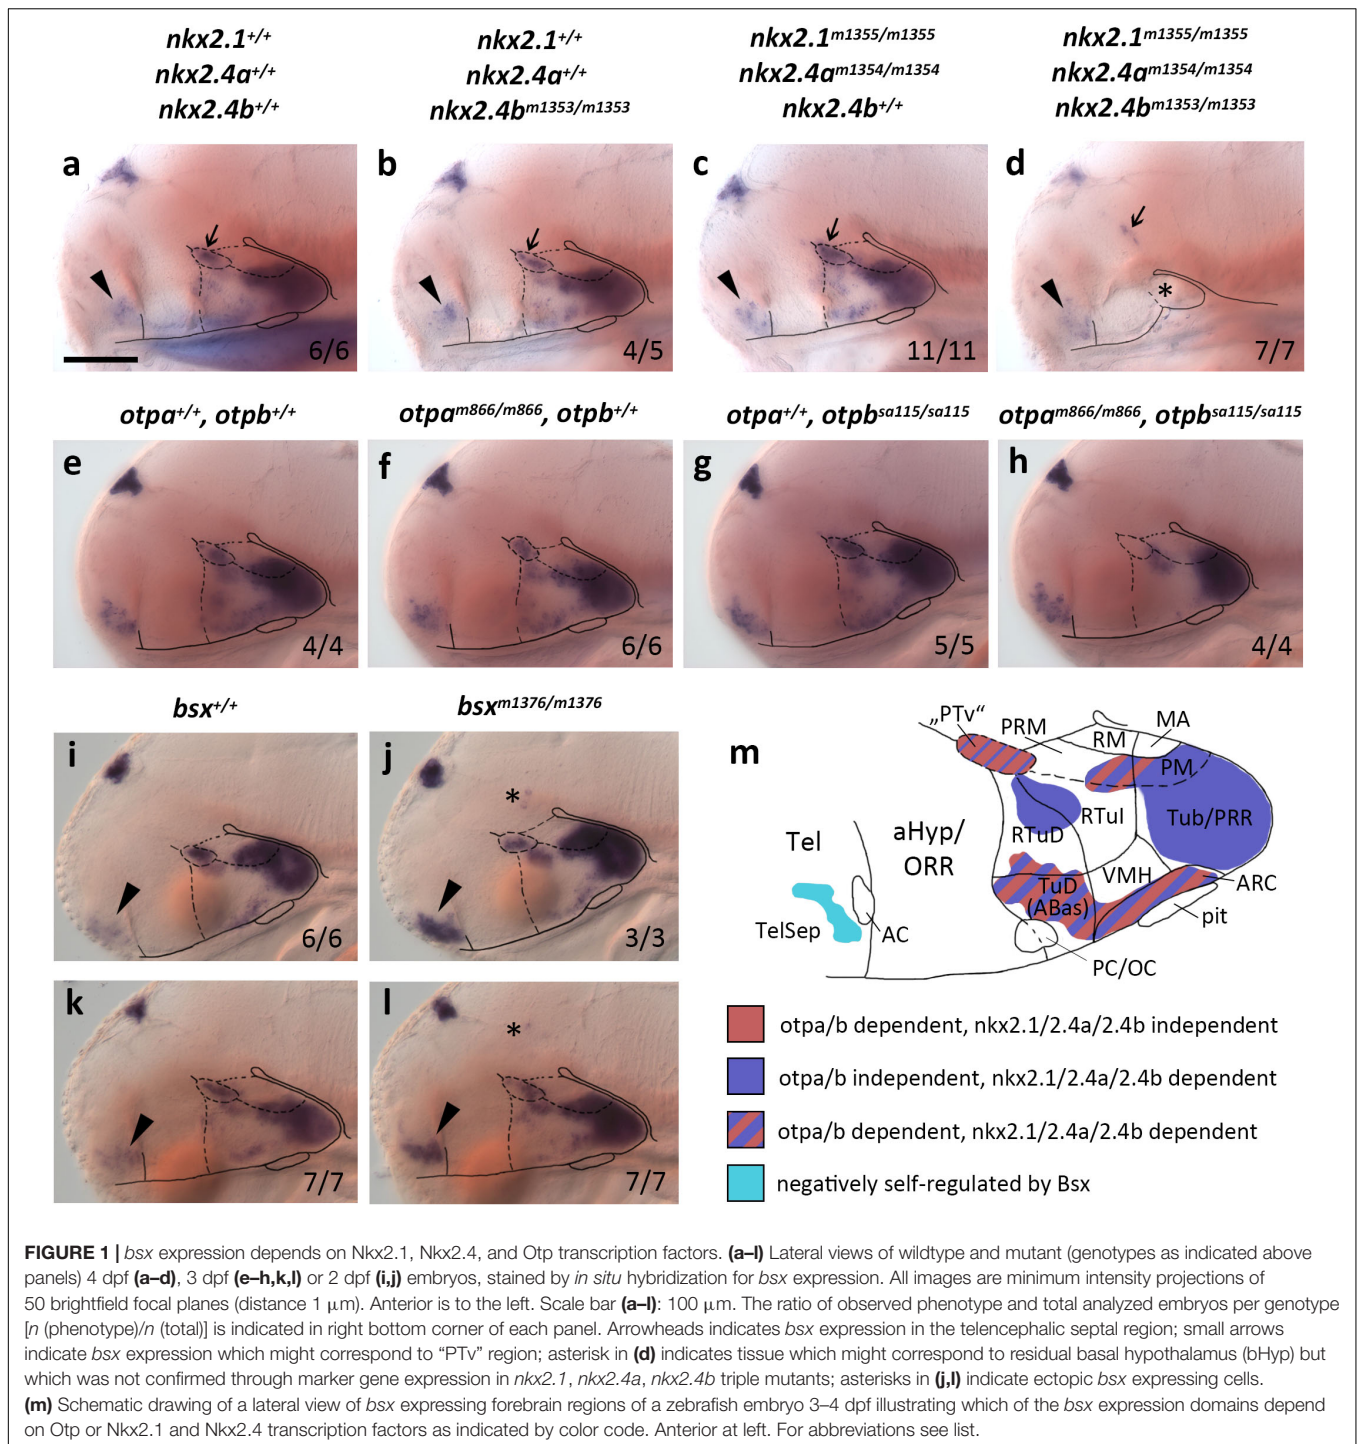 nkx2.1+/+
nkx2.4a+/+
nkx2.4b+/+
nkx2.1+/+
nkx2.4a+/+
nkx2.4bm1353/m1353
nkx2.1m1355/m1355
nkx2.4am1354/m1354
nkx2.4b+/+
nkx2.1m1355/m1355
nkx2.4am1354/m1354
nkx2.4bm1353/m1353
a
6/6
b
4/5
c
11/11
d
*
7/7
otpa+/+, otpb+/+
otpam866/m866, otpb+/+
otpa+/+, otpbsa115/sa115
otpam866/m866, otpbsa115/sa115
e
4/4
f
6/6
g
5/5
h
4/4
bsx+/+
bsxm1376/m1376
i
6/6
j
*
3/3
k
7/7
l
*
7/7
m
„PTv“
PRM
RM
MA
PM
Tub/PRR
RTuI
RTuD
Tel
aHyp/
ORR
VMH
TuD
(ABas)
ARC
pit
TelSep
AC
PC/OC
otpa/b dependent, nkx2.1/2.4a/2.4b independent
otpa/b independent, nkx2.1/2.4a/2.4b dependent
otpa/b dependent, nkx2.1/2.4a/2.4b dependent
negatively self-regulated by Bsx
FIGURE 1 | bsx expression depends on Nkx2.1, Nkx2.4, and Otp transcription factors. (a–l) Lateral views of wildtype and mutant (genotypes as indicated above
panels) 4 dpf (a–d), 3 dpf (e–h,k,l) or 2 dpf (i,j) embryos, stained by in situ hybridization for bsx expression. All images are minimum intensity projections of
50 brightfield focal planes (distance 1 μm). Anterior is to the left. Scale bar (a–l): 100 μm. The ratio of observed phenotype and total analyzed embryos per genotype
[n (phenotype)/n (total)] is indicated in right bottom corner of each panel. Arrowheads indicates bsx expression in the telencephalic septal region; small arrows
indicate bsx expression which might correspond to “PTv” region; asterisk in (d) indicates tissue which might correspond to residual basal hypothalamus (bHyp) but
which was not confirmed through marker gene expression in nkx2.1, nkx2.4a, nkx2.4b triple mutants; asterisks in (j,l) indicate ectopic bsx expressing cells.
(m) Schematic drawing of a lateral view of bsx expressing forebrain regions of a zebrafish embryo 3–4 dpf illustrating which of the bsx expression domains depend
on Otp or Nkx2.1 and Nkx2.4 transcription factors as indicated by color code. Anterior at left. For abbreviations see list.